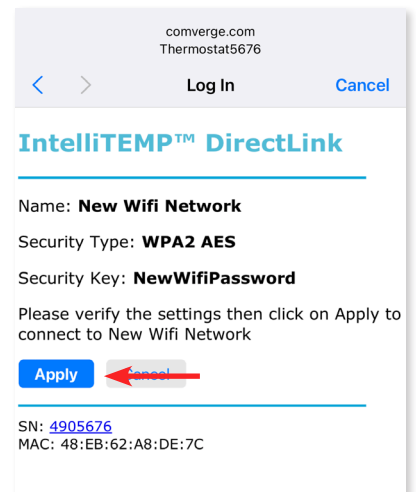 comverge.com
Thermostat5676
Log In Cancel
IntelliTEMP™ DirectLink
Name: New Wifi Network
Security Type: WPA2 AES
Security Key: NewWifiPassword
Please verify the settings then click on Apply to
connect to New Wifi Network
Apply Cancel
SN: 4905676
MAC: 48:EB:62:A8:DE:7C